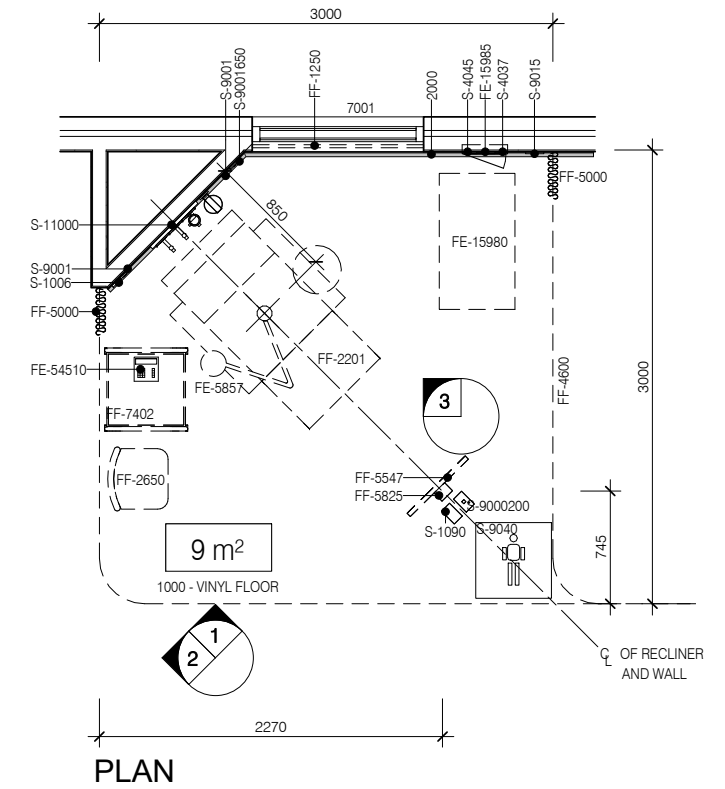 3000
S-9001
S-9001650
FF-1250
7001
2000
S-4045
FE-15985
S-4037
S-9015
FF-5000
850
S-11000
FE-15980
S-9001
S-1006
FF-5000
FF-2201
FE-54510
FE-5857
FF-4600
3000
FF-7402
3
FF-2650
FF-5547
FF-5825
S-9000200
S-1090
S-9040
745
9 m²
1000 - VINYL FLOOR
1
2
CL OF RECLINER
AND WALL
2270
PLAN